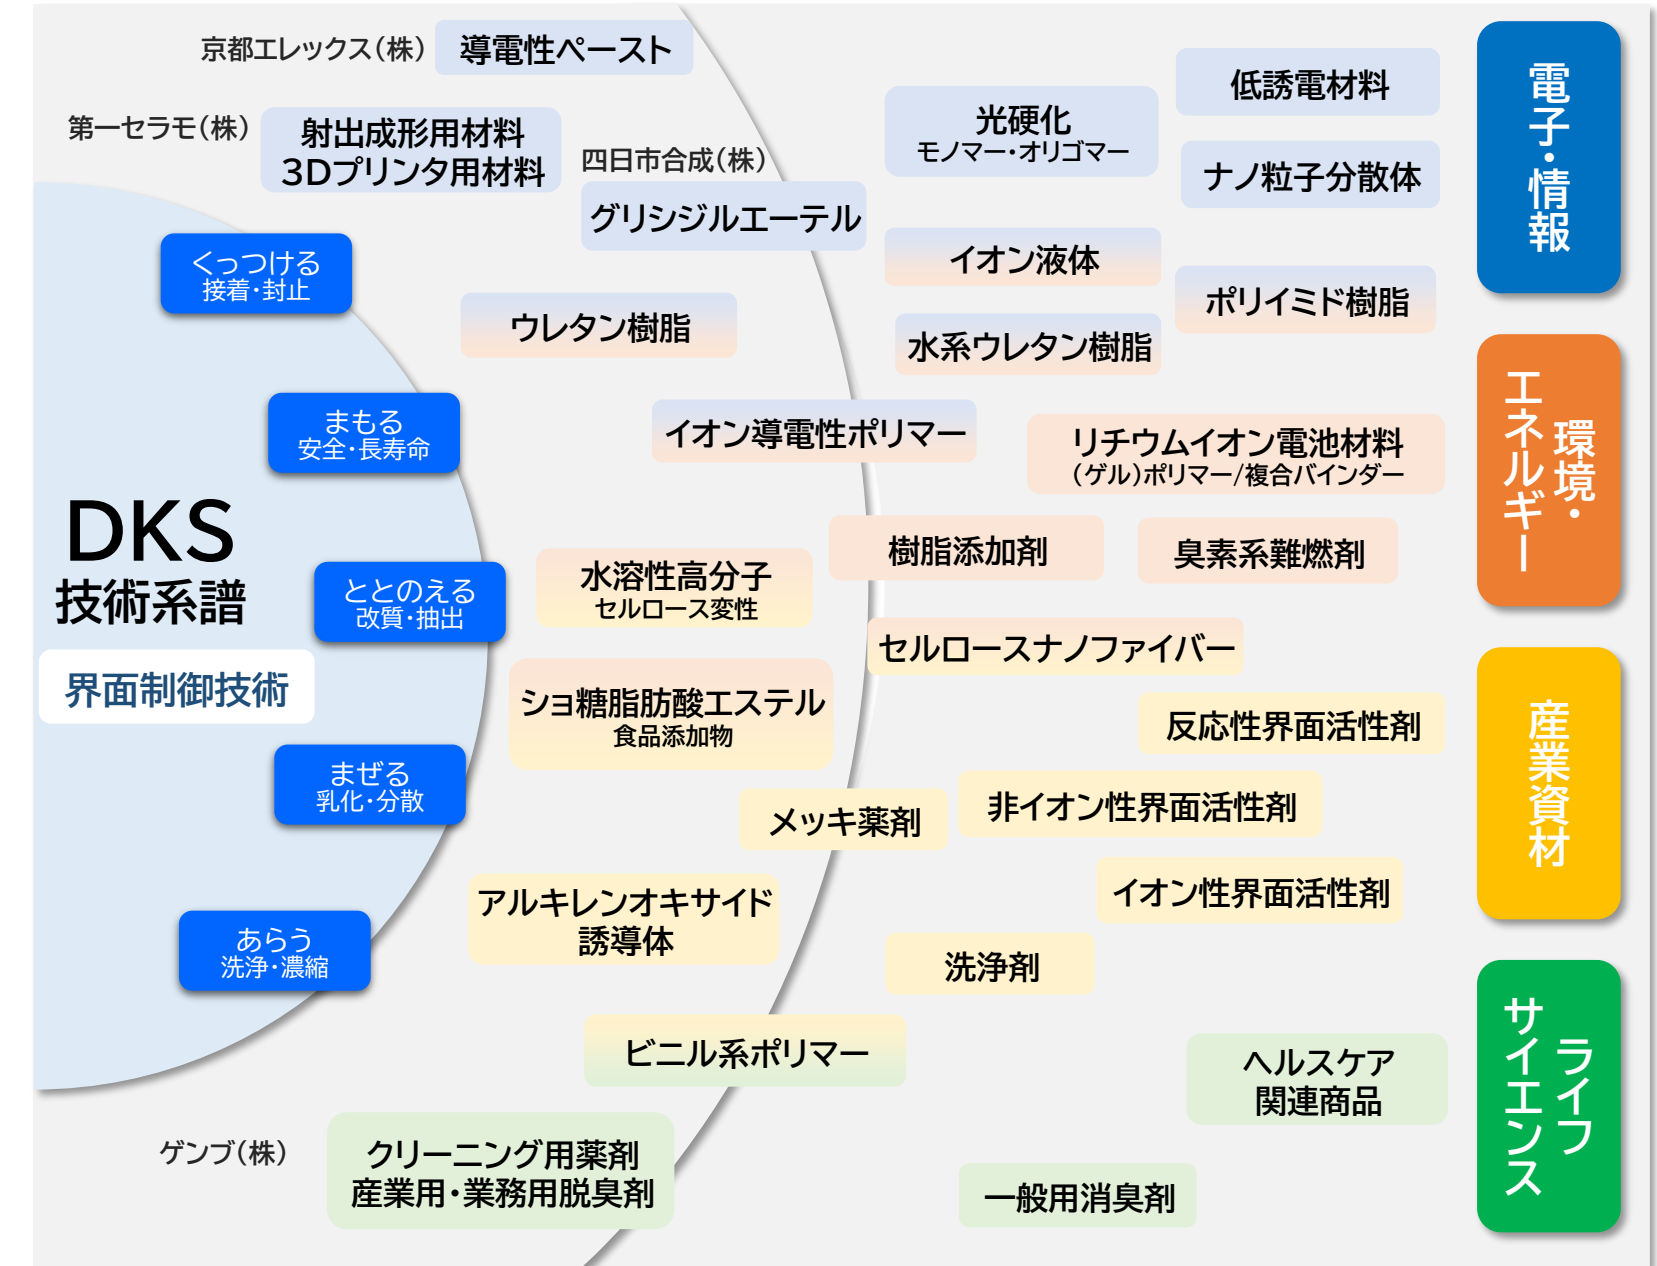 京都エレックス(株)
導電性ペースト
第一セラモ(株)
射出成形用材料
3Dプリンタ用材料
四日市合成(株)
グリシジルエーテル
光硬化
モノマー・オリゴマー
低誘電材料
ナノ粒子分散体
イオン液体
ポリイミド樹脂
水系ウレタン樹脂
ウレタン樹脂
イオン導電性ポリマー
リチウムイオン電池材料
(ゲル)ポリマー/複合バインダー
樹脂添加剤
臭素系難燃剤
水溶性高分子
セルロース変性
セルロースナノファイバー
ショ糖脂肪酸エステル
食品添加物
反応性界面活性剤
メッキ薬剤
非イオン性界面活性剤
アルキレンオキサイド
誘導体
イオン性界面活性剤
洗浄剤
ビニル系ポリマー
ヘルスケア
関連商品
ゲンブ(株)
クリーニング用薬剤
産業用・業務用脱臭剤
一般用消臭剤
くっつける
接着・封止
まもる
安全・長寿命
DKS
技術系譜
界面制御技術
ととのえる
改質・抽出
まぜる
乳化・分散
あらう
洗浄・濃縮
電子・情報
環境・
エネルギー
産業資材
ライフ
サイエンス